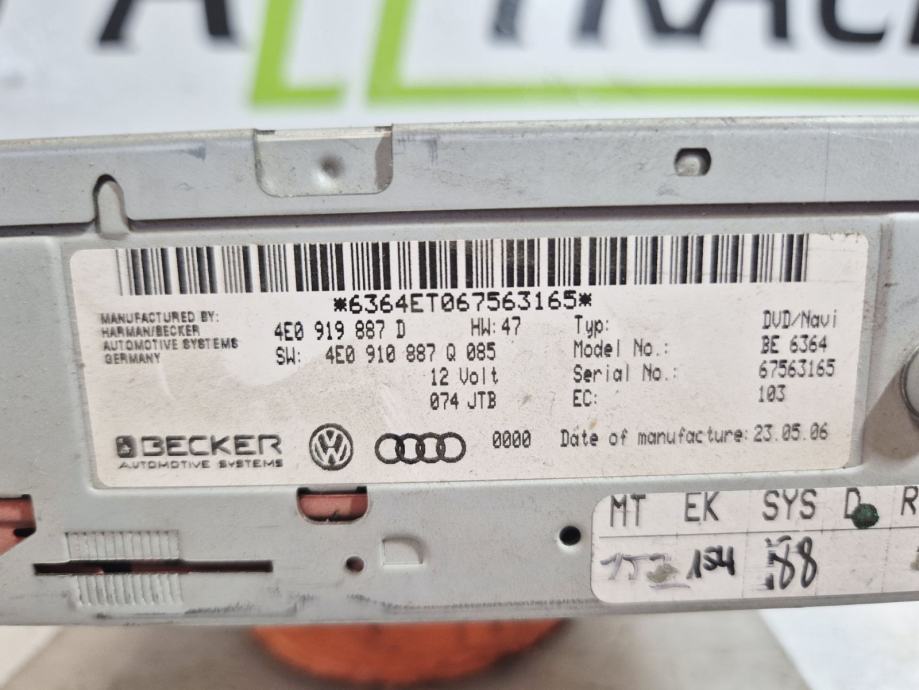 TRAC
*6364ET067563165*
MANUFACTURED BY:
HARMAN/BECKER
AUTOMOTIVE SYSTEMS
GERMANY
4E0 919 887 D HW: 47
SW: 4E0 910 887 Q 085
12 Volt
074 JTB
Typ: DVD/Navi
Model No.: BE 6364
Serial No.: 67563165
EC: 103
BECKER
AUTOMOTIVE SYSTEMS
0000 Date of manufacture: 23.05.06
MT EK SYS D R
154 88